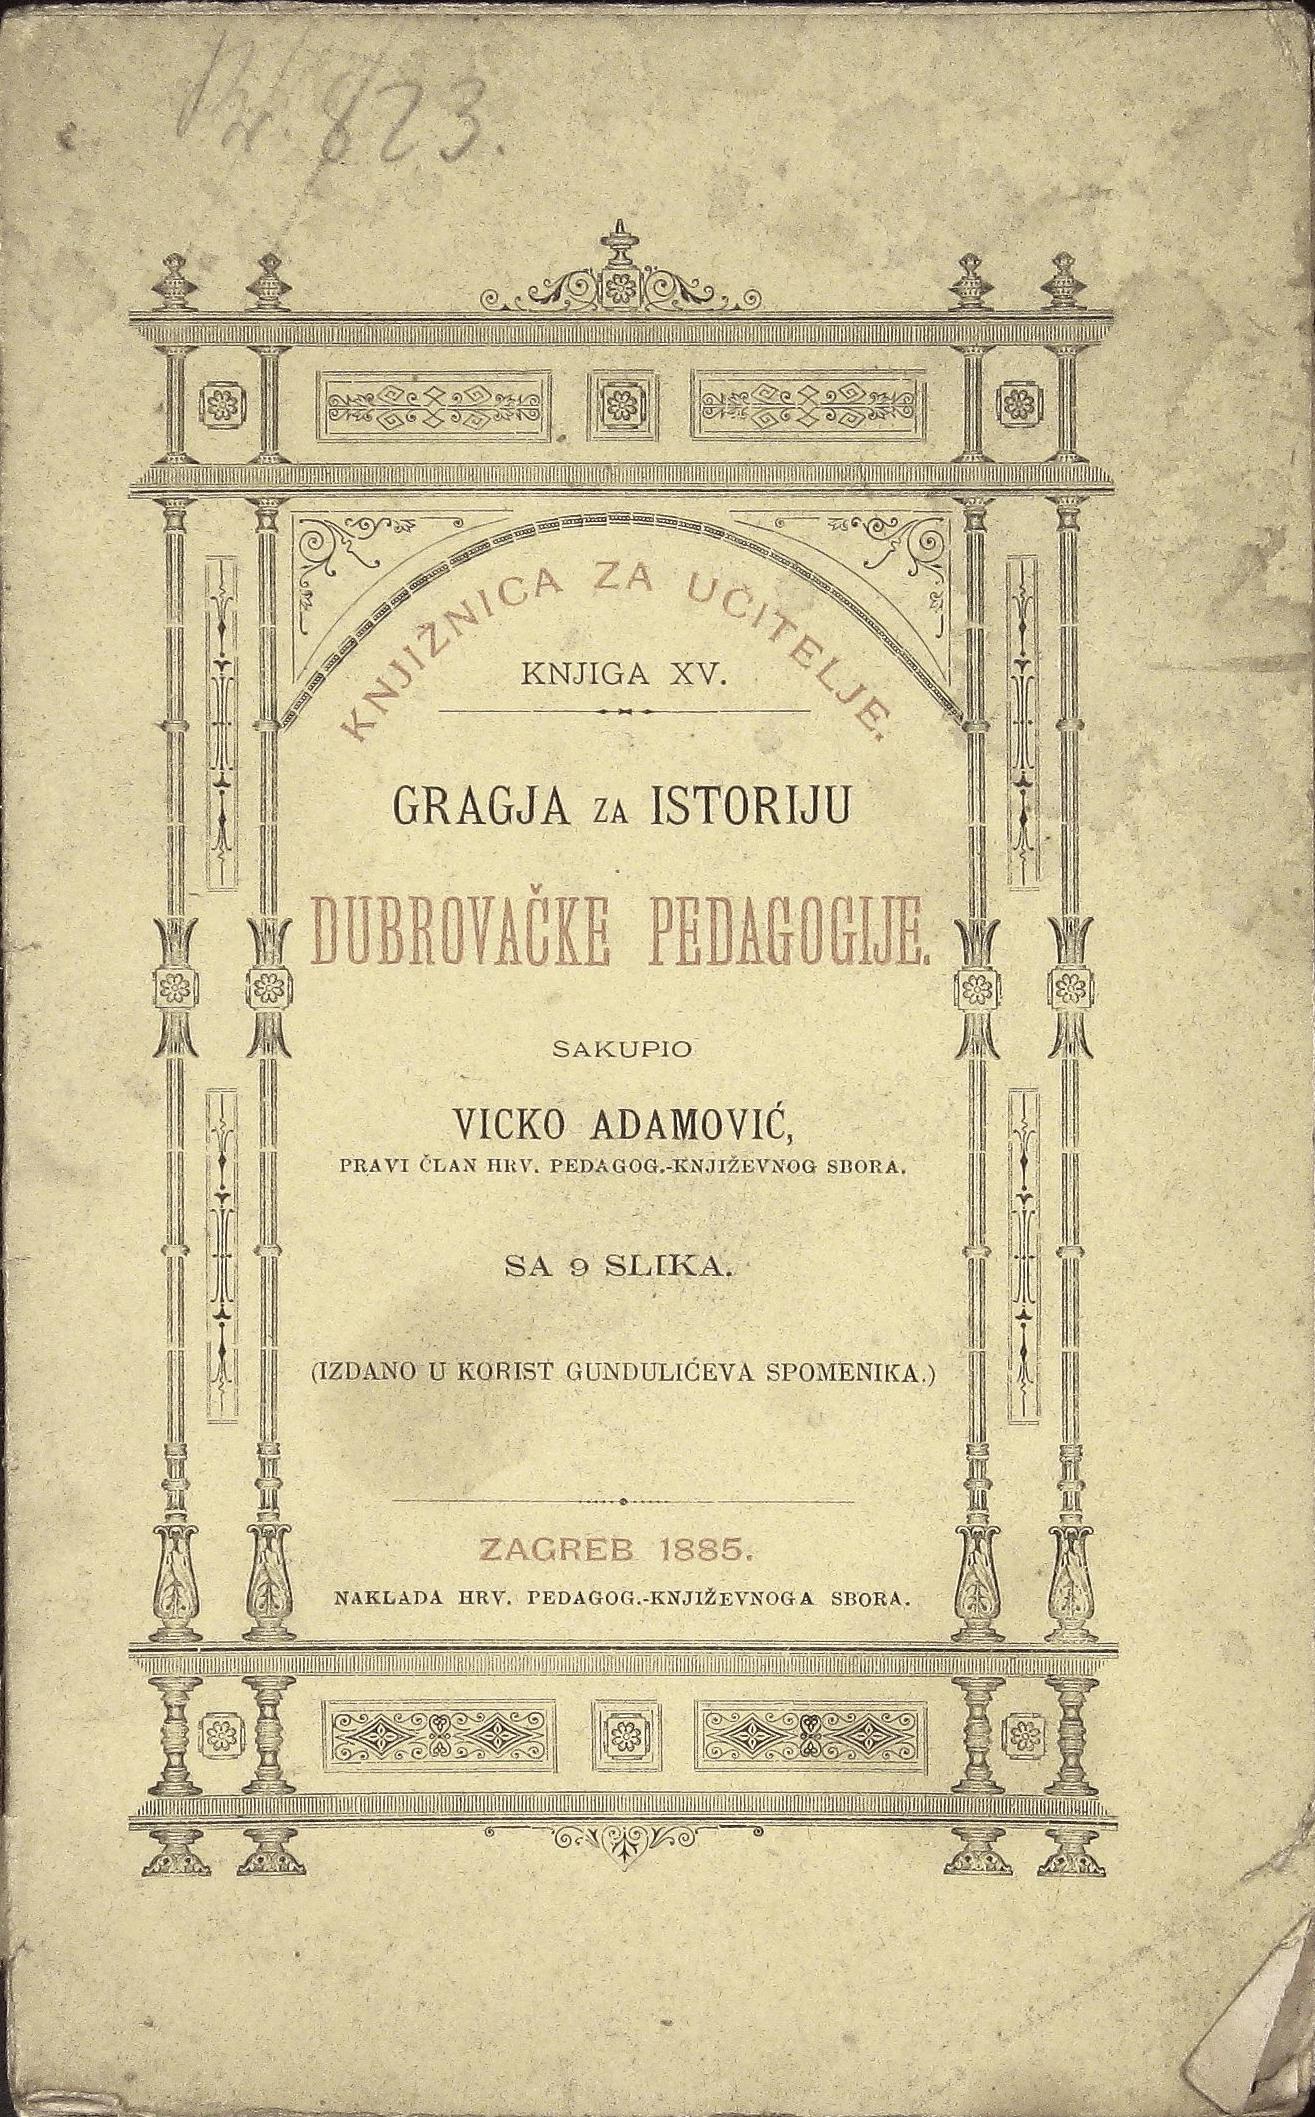 823.
KNJIŽNICA ZA UČITELJE.
KNJIGA XV.
GRAGJA ZA ISTORIJU
DUBROVAČKE PEDAGOGIJE.
SAKUPIO
VICKO ADAMOVIĆ,
PRAVI ČLAN HRV. PEDAGOG.-KNJIŽEVNOG SBORA.
SA 9 SLIKA.
(IZDANO U KORIST GUNDULIĆEVA SPOMENIKA.)
ZAGREB 1885.
NAKLADA HRV. PEDAGOG.-KNJIŽEVNOGA SBORA.